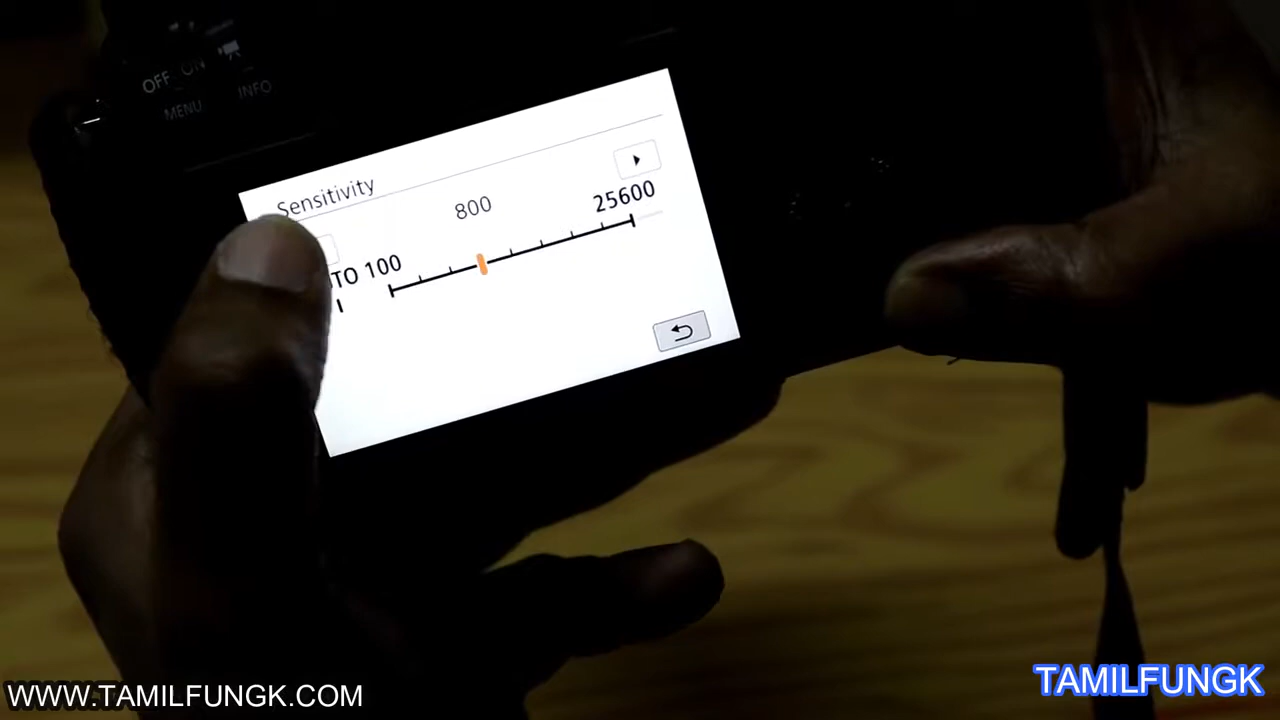 OFF ON
MENU INFO
Sensitivity
800
25600
TO 100
WWW.TAMILFUNGK.COM
TAMILFUNGK